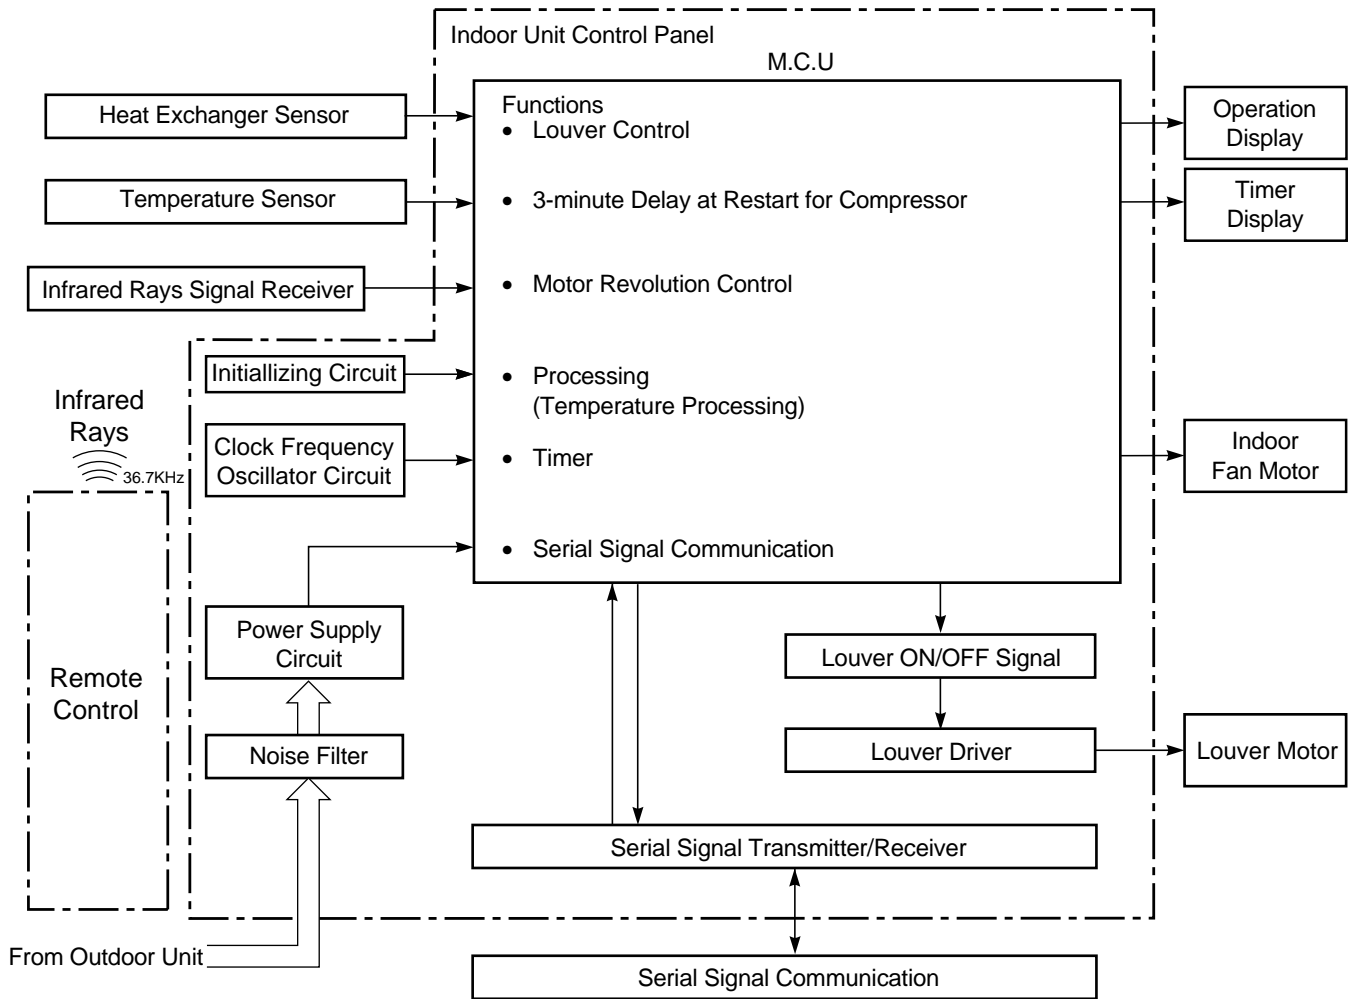 Indoor Unit Control Panel
M.C.U
Heat Exchanger Sensor
Temperature Sensor
Infrared Rays Signal Receiver
Initiallizing Circuit
Clock Frequency
Oscillator Circuit
Power Supply
Circuit
Noise Filter
From Outdoor Unit
Infrared
Rays
36.7KHz
Remote
Control
Functions
• Louver Control
• 3-minute Delay at Restart for Compressor
• Motor Revolution Control
• Processing
(Temperature Processing)
• Timer
• Serial Signal Communication
Louver ON/OFF Signal
Louver Driver
Serial Signal Transmitter/Receiver
Serial Signal Communication
Operation
Display
Timer
Display
Indoor
Fan Motor
Louver Motor